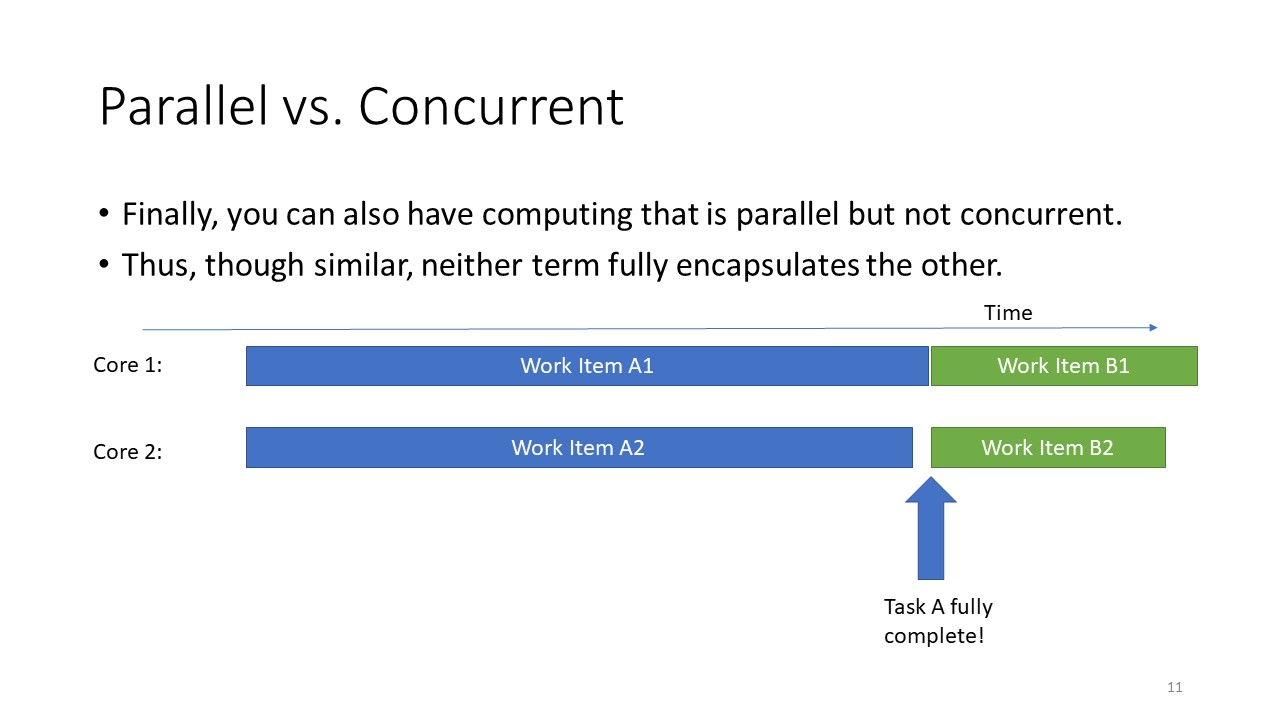 Parallel vs. Concurrent
• Finally, you can also have computing that is parallel but not concurrent.
• Thus, though similar, neither term fully encapsulates the other.
Time
Core 1:
Work Item A1
Work Item B1
Core 2:
Work Item A2
Work Item B2
Task A fully
complete!
11